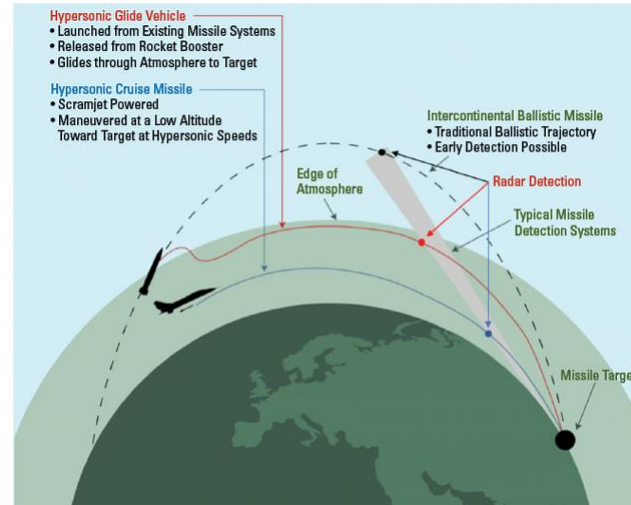 Hypersonic Glide Vehicle
• Launched from Existing Missile Systems
• Released from Rocket Booster
• Glides through Atmosphere to Target
Hypersonic Cruise Missile
• Scramjet Powered
• Maneuvered at a Low Altitude
Toward Target at Hypersonic Speeds
Intercontinental Ballistic Missile
• Traditional Ballistic Trajectory
• Early Detection Possible
Edge of
Atmosphere
Radar Detection
Typical Missile
Detection Systems
Missile Target